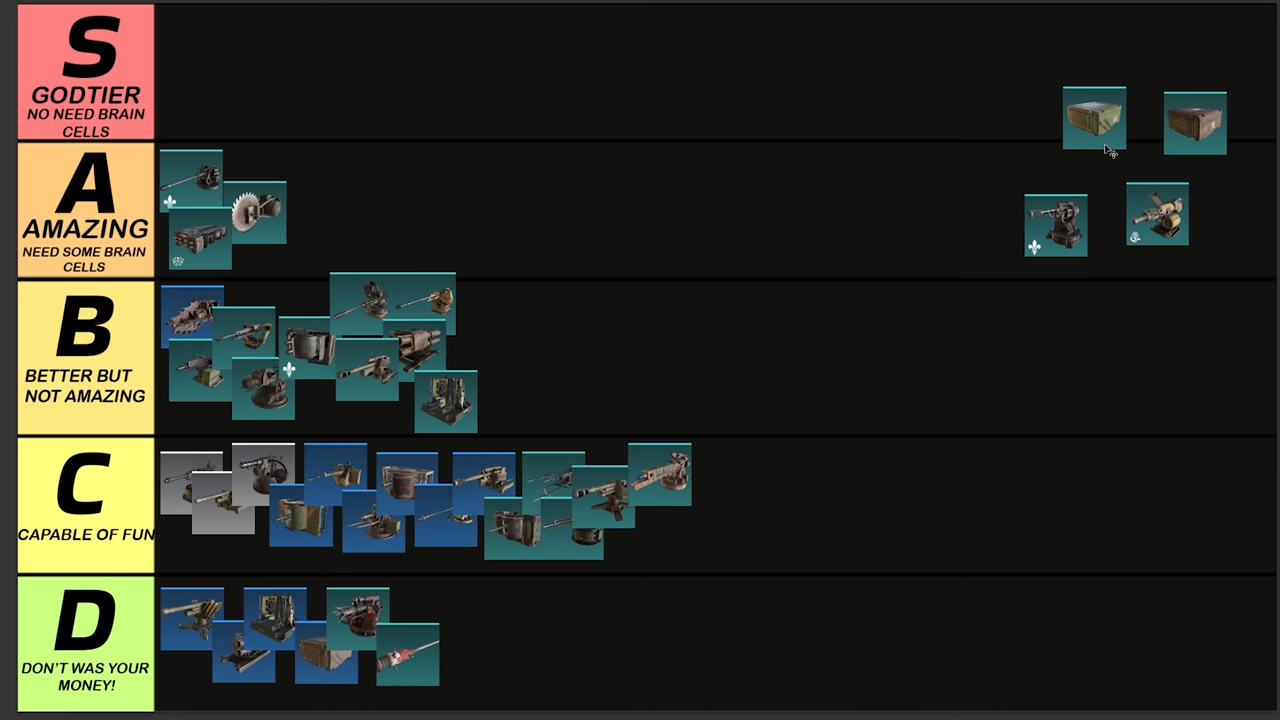 S
GODTIER
NO NEED BRAIN
CELLS
A
AMAZING
NEED SOME BRAIN
CELLS
B
BETTER BUT
NOT AMAZING
C
CAPABLE OF FUN
D
DON'T WAS YOUR
MONEY!